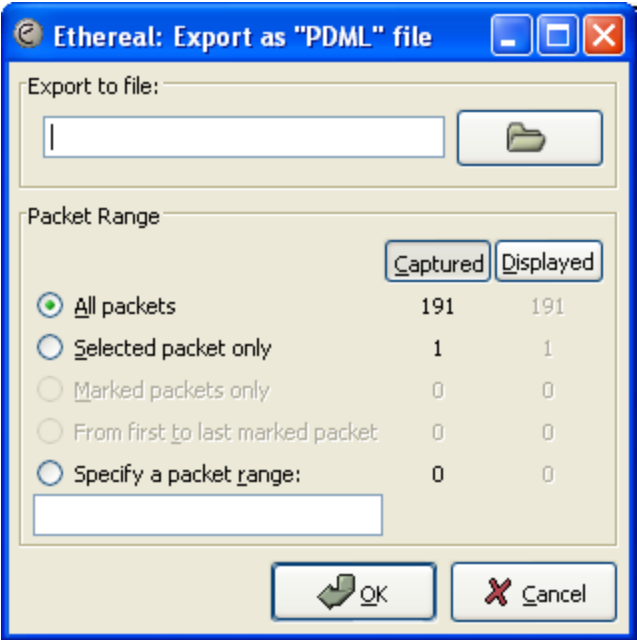 Ethereal: Export as "PDML" file
Export to file:
Packet Range
Captured Displayed
All packets 191 191
Selected packet only 1 1
Marked packets only 0 0
From first to last marked packet 0 0
Specify a packet range: 0 0
OK Cancel